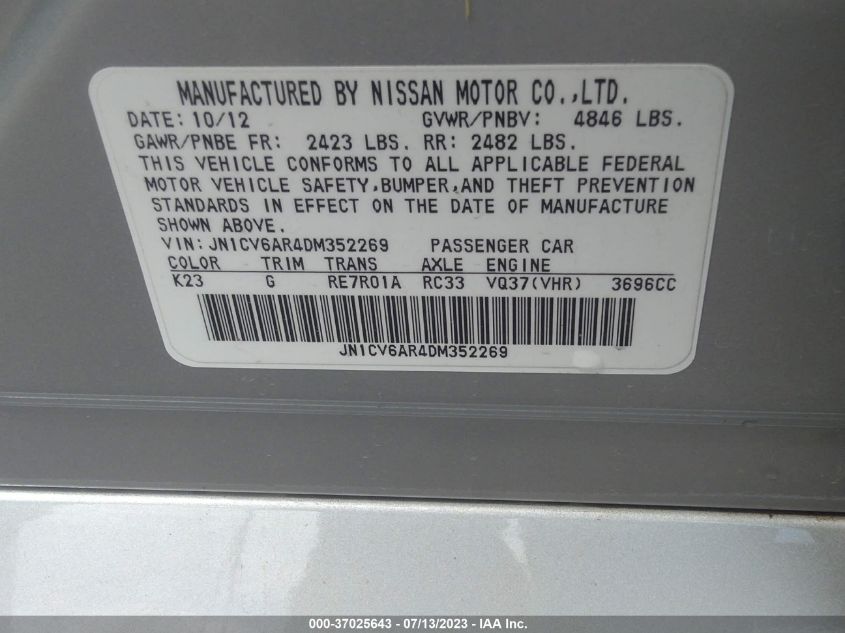 MANUFACTURED BY NISSAN MOTOR CO.,LTD.
DATE: 10/12 GVWR/PNBV: 4846 LBS.
GAWR/PNBE FR: 2423 LBS. RR: 2482 LBS.
THIS VEHICLE CONFORMS TO ALL APPLICABLE FEDERAL
MOTOR VEHICLE SAFETY,BUMPER,AND THEFT PREVENTION
STANDARDS IN EFFECT ON THE DATE OF MANUFACTURE
SHOWN ABOVE.
VIN:JN1CV6AR4DM352269 PASSENGER CAR
COLOR TRIM TRANS AXLE ENGINE
K23 G RE7R01A RC33 VQ37(VHR) 3696CC
JN1CV6AR4DM352269
000-37025643 - 07/13/2023 - IAA Inc.